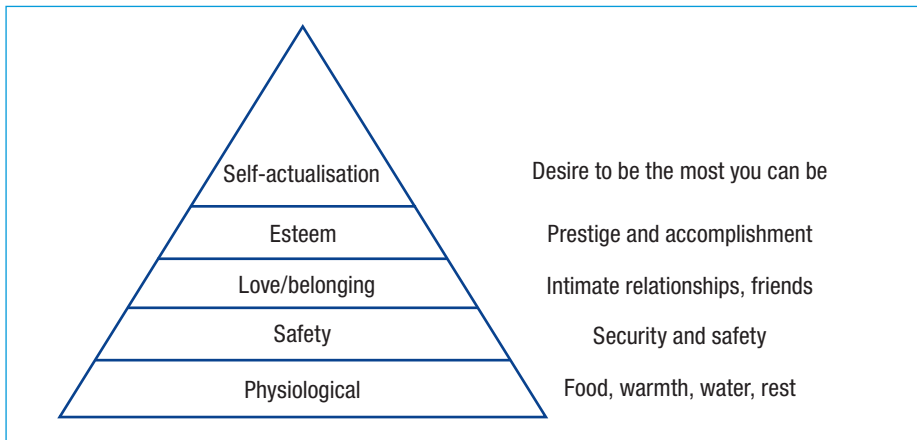 Self-actualisation Desire to be the most you can be
Esteem Prestige and accomplishment
Love/belonging Intimate relationships, friends
Safety Security and safety
Physiological Food, warmth, water, rest